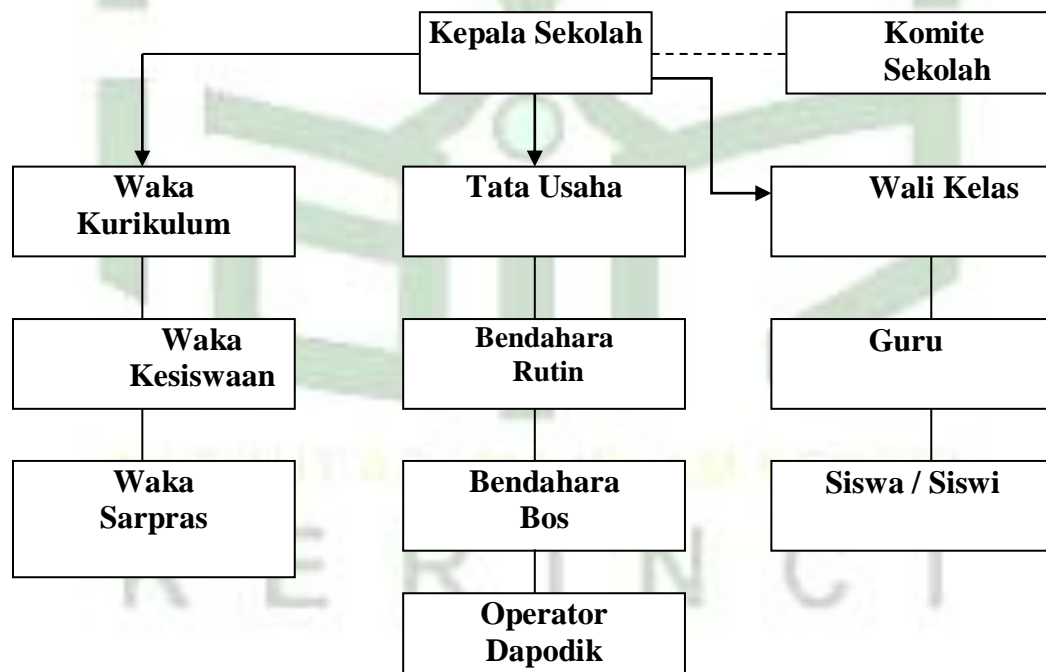 Kepala Sekolah
Komite
Sekolah
Waka
Kurikulum
Tata Usaha
Wali Kelas
Waka
Kesiswaan
Bendahara
Rutin
Guru
Waka
Sarpras
Bendahara
Bos
Siswa / Siswi
K E R I N C I
Operator
Dapodik